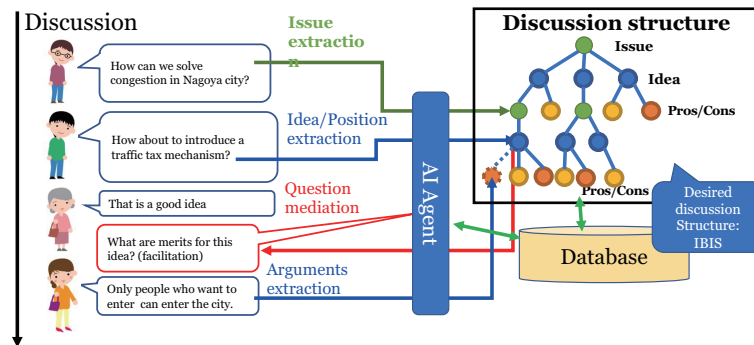 Discussion
How can we solve
congestion in Nagoya city?
Issue
extractio
n
How about to introduce a
traffic tax mechanism?
Idea/Position
extraction
That is a good idea
Question
mediation
What are merits for this
idea? (facilitation)
Only people who want to
enter can enter the city.
Arguments
extraction
AI Agent
Discussion structure
Issue
Idea
Pros/Cons
Pros/Cons
Desired
discussion
Structure:
IBIS
Database